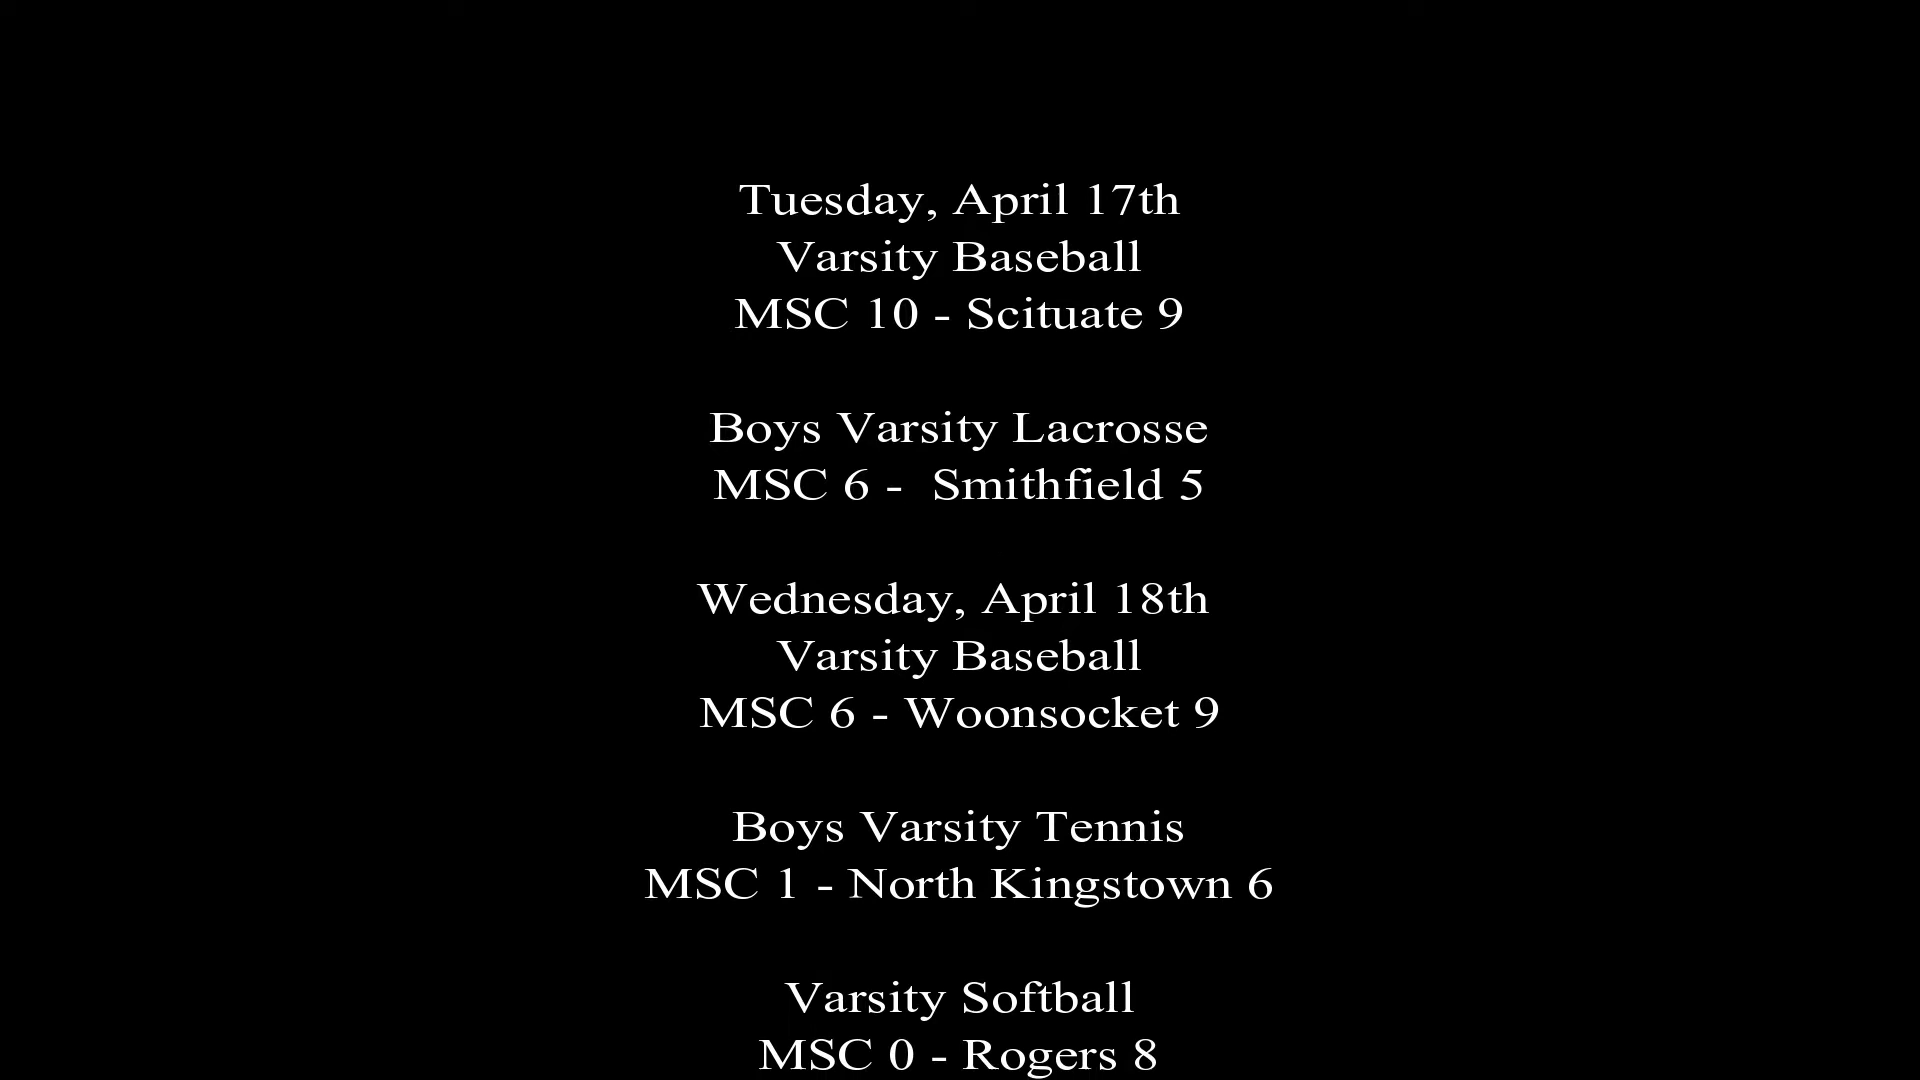 Tuesday, April 17th
Varsity Baseball
MSC 10 - Scituate 9
Boys Varsity Lacrosse
MSC 6 -  Smithfield 5
Wednesday, April 18th
Varsity Baseball
MSC 6 - Woonsocket 9
Boys Varsity Tennis
MSC 1 - North Kingstown 6
Varsity Softball
MSC 0 - Rogers 8